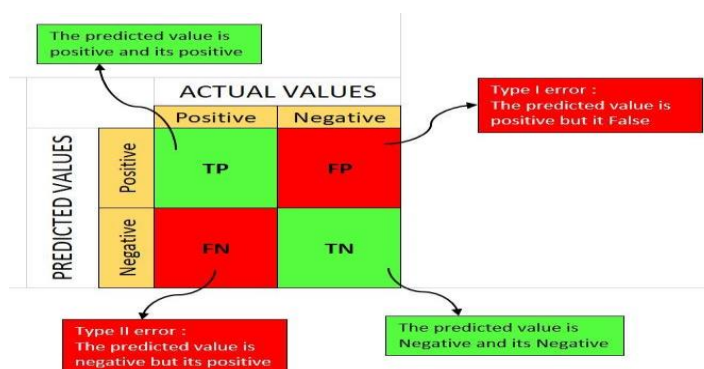 The predicted value is
positive and its positive
ACTUAL VALUES
Positive Negative
Type I error :
The predicted value is
positive but it False
PREDICTED VALUES
Positive
TP FP
Negative
FN TN
Type II error :
The predicted value is
negative but its positive
The predicted value is
Negative and its Negative